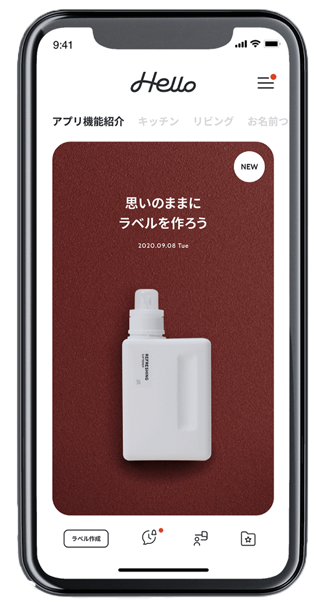 9:41
Hello
アプリ機能紹介 キッチン リビング お名前つ
NEW
思いのままに
ラベルを作ろう
2020.09.08 Tue
REFRESHING
ラベル作成